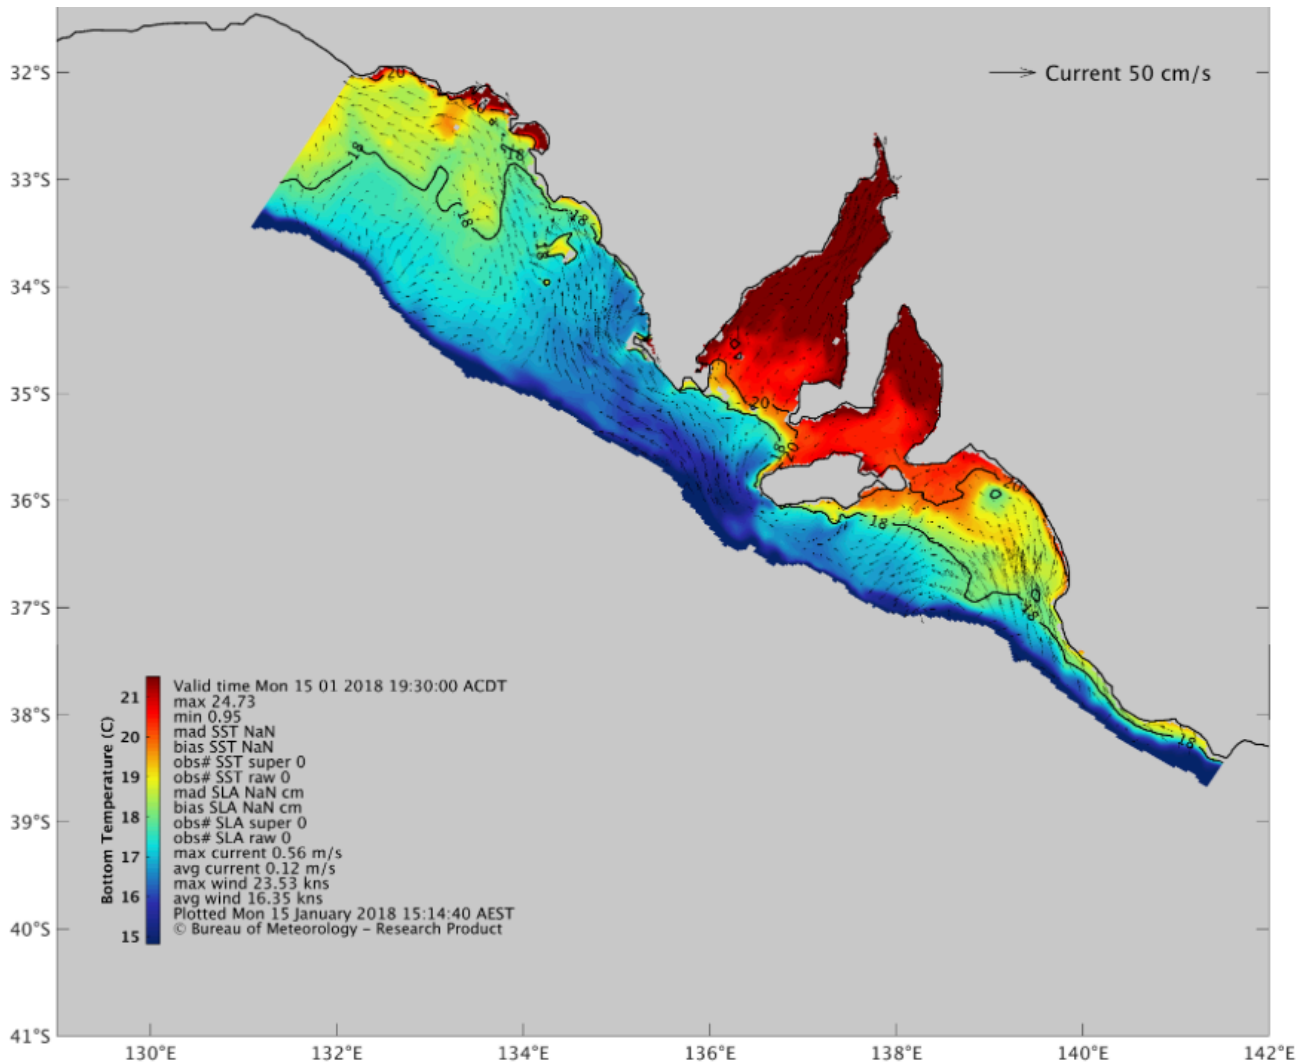 Current 50 cm/s
32°S
33°S
34°S
35°S
36°S
37°S
38°S
39°S
40°S
41°S
130°E
132°E
134°E
136°E
138°E
140°E
142°E
20
20
18
18
18
18
18
20
18
20
20
18
18
18
Bottom Temperature (C)
21
20
19
18
17
16
15
Valid time Mon 15 01 2018 19:30:00 ACDT
max 24.73
min 0.95
mad SST NaN
bias SST NaN
obs# SST super 0
obs# SST raw 0
mad SLA NaN cm
bias SLA NaN cm
obs# SLA super 0
obs# SLA raw 0
max current 0.56 m/s
avg current 0.12 m/s
max wind 23.53 kns
avg wind 16.35 kns
Plotted Mon 15 January 2018 15:14:40 AEST
© Bureau of Meteorology – Research Product